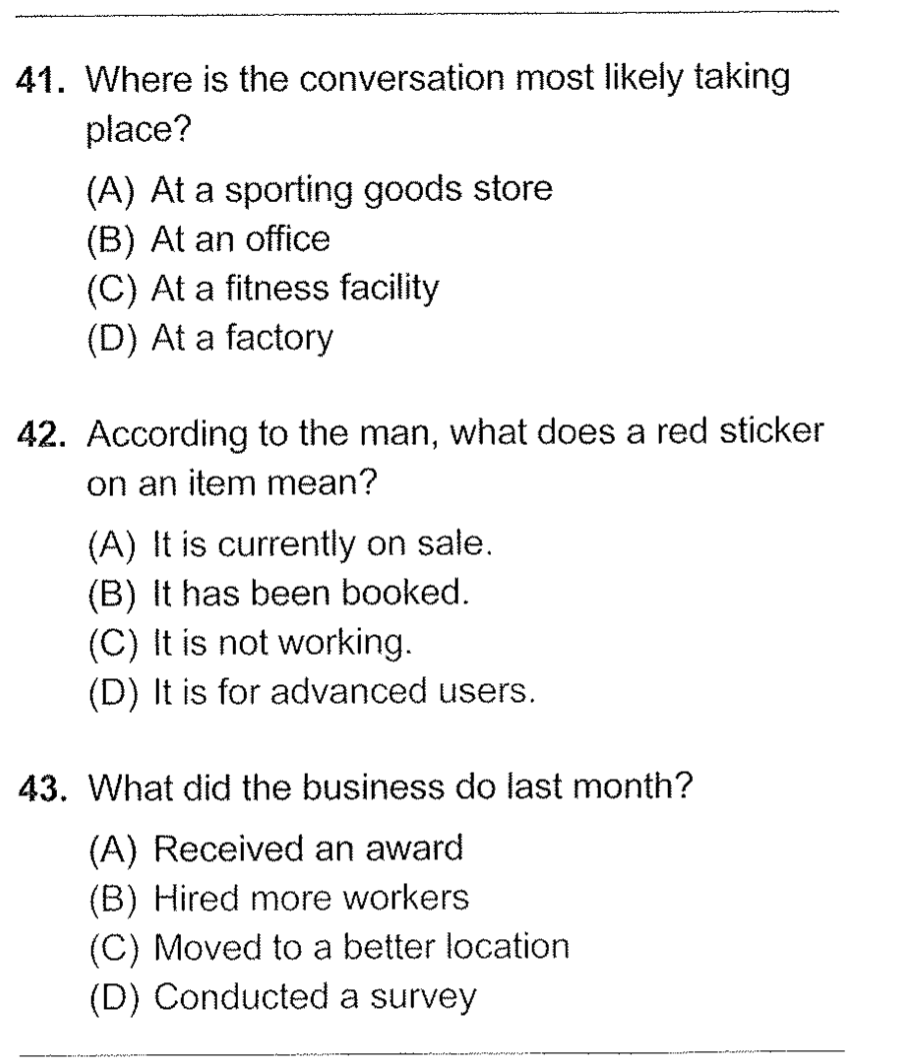 41. Where is the conversation most likely taking
place?
(A) At a sporting goods store
(B) At an office
(C) At a fitness facility
(D) At a factory
42. According to the man, what does a red sticker
on an item mean?
(A) It is currently on sale.
(B) It has been booked.
(C) It is not working.
(D) It is for advanced users.
43. What did the business do last month?
(A) Received an award
(B) Hired more workers
(C) Moved to a better location
(D) Conducted a survey